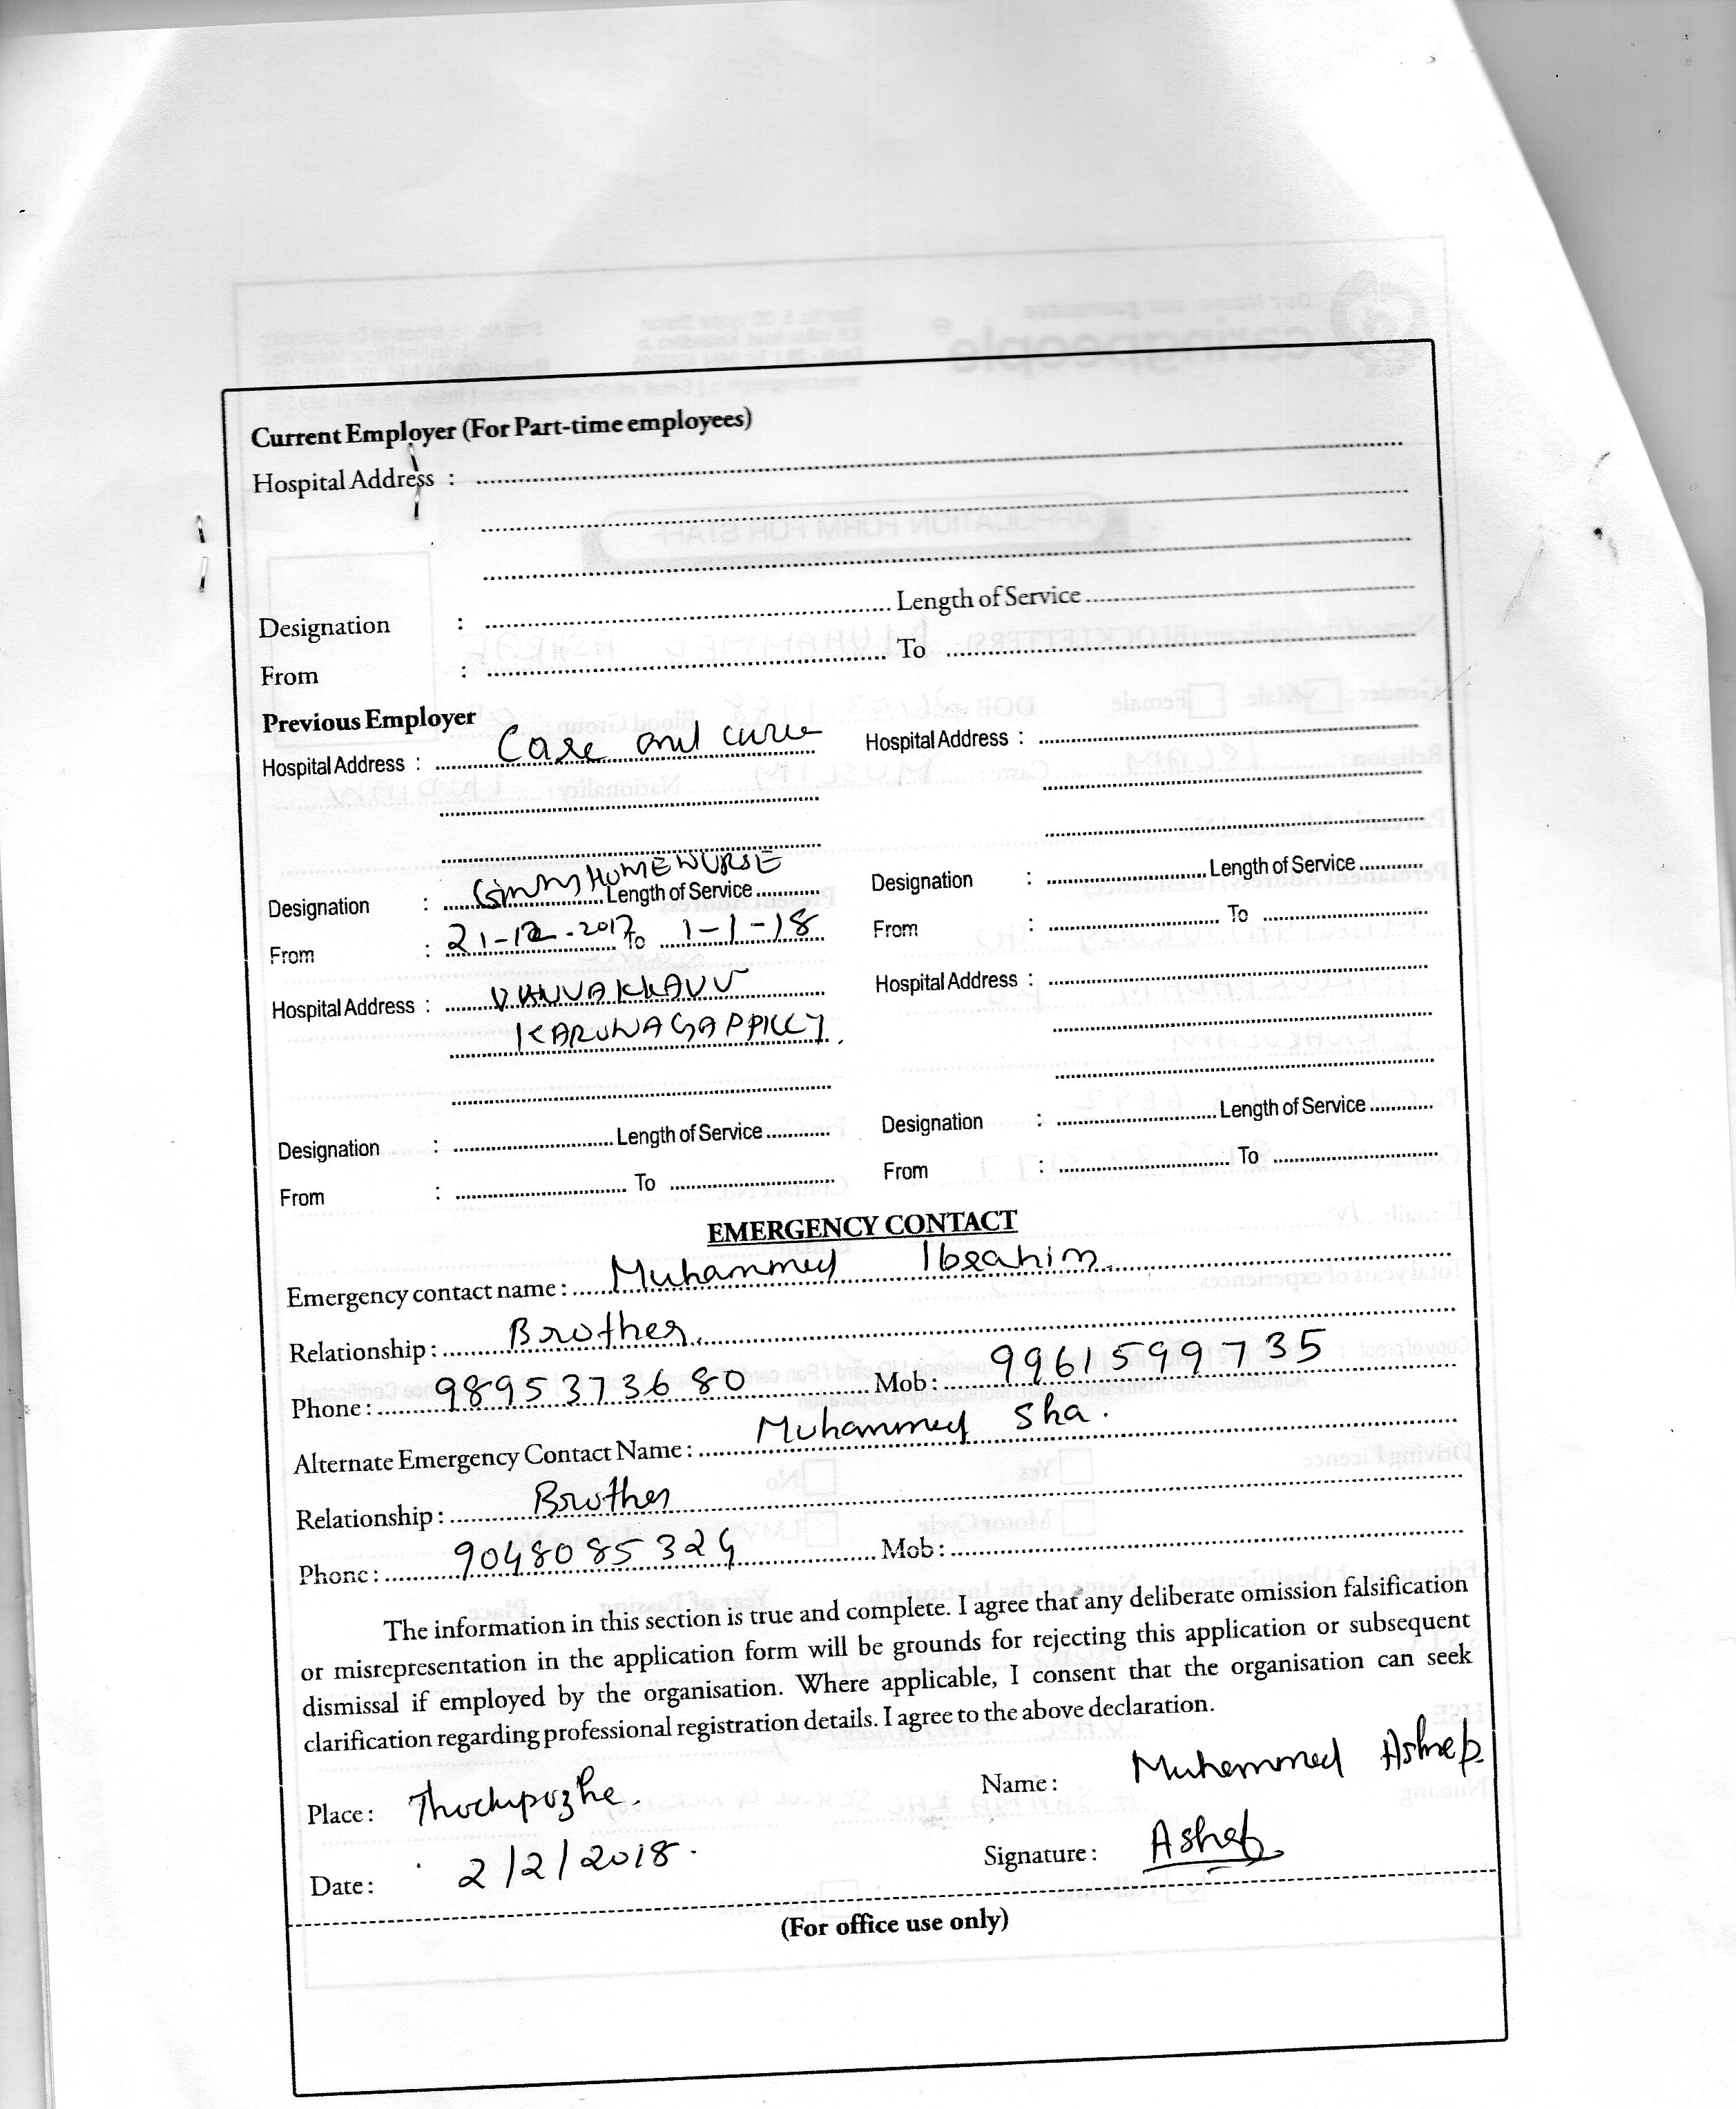 Current Employer (For Part-time employees)
Hospital Address :
Designation : Length of Service
From : To
Previous Employer
Hospital Address : Case and cure Hospital Address :
Designation : GNM HOME NURSE Length of Service Designation : Length of Service
From : 21-12-2017 To 1-1-18 From : To
Hospital Address : Hospital Address :
KARUNAGAPPILLY.
Designation : Length of Service Designation : Length of Service
From : To From : To
EMERGENCY CONTACT
Emergency contact name : Muhammed Ibrahim
Relationship : Brother.
Phone : 9895373680 Mob : 9961599735
Alternate Emergency Contact Name : Muhammed Sha.
Relationship : Brother
Phone : 9048085324 Mob :
The information in this section is true and complete. I agree that any deliberate omission falsification
or misrepresentation in the application form will be grounds for rejecting this application or subsequent
dismissal if employed by the organisation. Where applicable, I consent that the organisation can seek
clarification regarding professional registration details. I agree to the above declaration.
Place : Name : Muhammed
Date : 2/2/2018. Signature :
(For office use only)